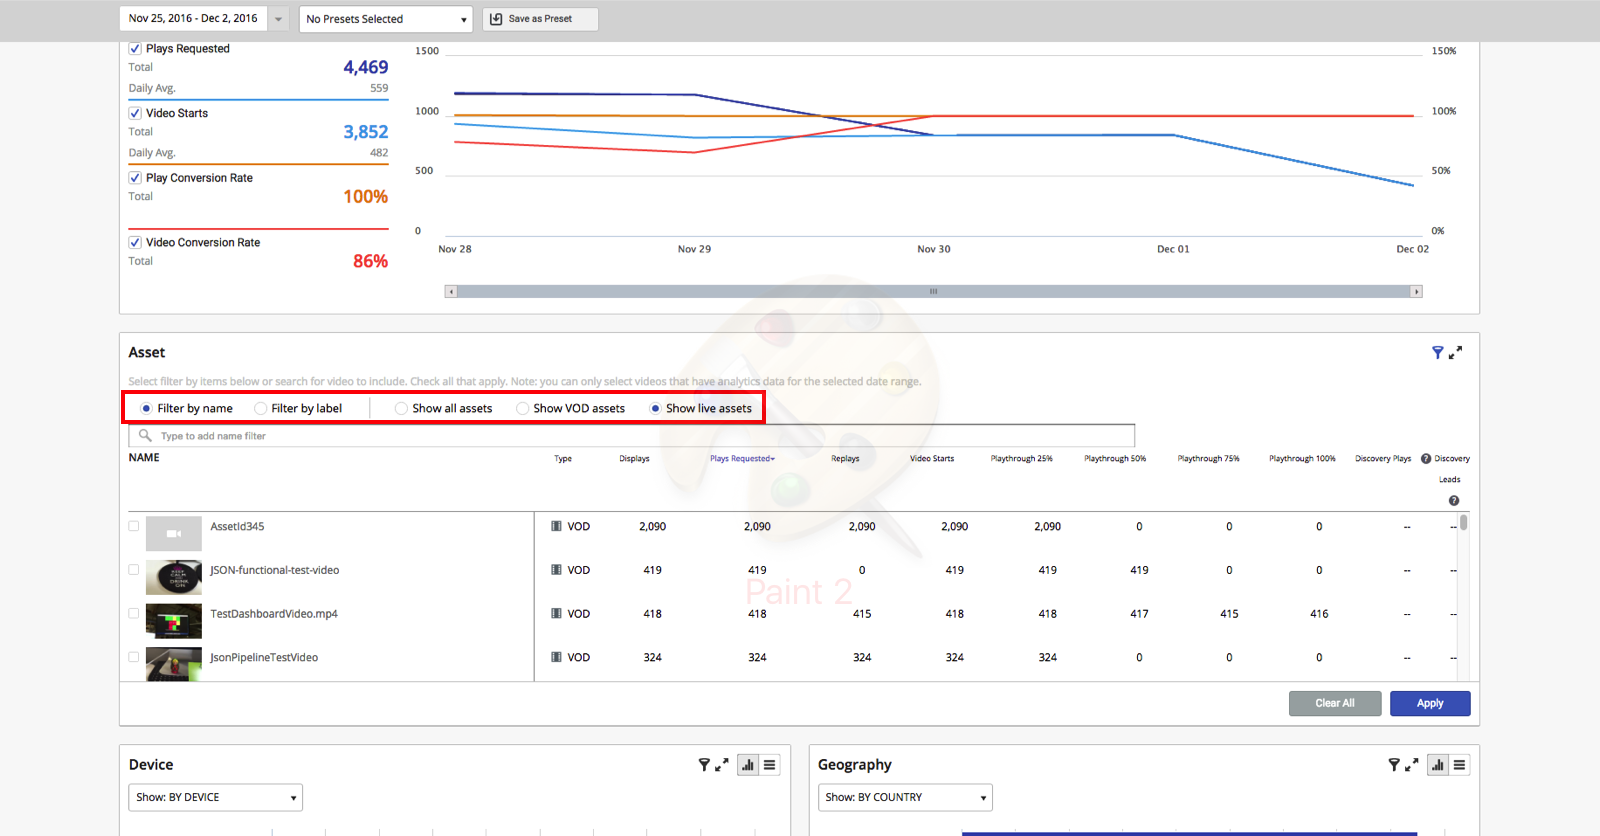 Nov 25, 2016 - Dec 2, 2016 No Presets Selected Save as Preset
Plays Requested
Total 4,469
Daily Avg. 559
Video Starts
Total 3,852
Daily Avg. 482
Play Conversion Rate
Total 100%
Video Conversion Rate
Total 86%
1500 150%
1000 100%
500 50%
0 0%
Nov 28 Nov 29 Nov 30 Dec 01 Dec 02
Asset
Select filter by items below or search for video to include. Check all that apply. Note: you can only select videos that have analytics data for the selected date range.
Filter by name Filter by label Show all assets Show VOD assets Show live assets
Type to add name filter
NAME Type Displays Plays Requested Replays Video Starts Playthrough 25% Playthrough 50% Playthrough 75% Playthrough 100% Discovery Plays ? Discovery
Leads
?
AssetId345 VOD 2,090 2,090 2,090 2,090 2,090 0 0 0 -- --
JSON-functional-test-video VOD 419 419 0 419 419 419 0 0 -- --
TestDashboardVideo.mp4 VOD 418 418 415 418 418 417 415 416 -- --
JsonPipelineTestVideo VOD 324 324 324 324 324 0 0 0 -- --
Paint 2
Clear All Apply
Device
Show: BY DEVICE
Geography
Show: BY COUNTRY